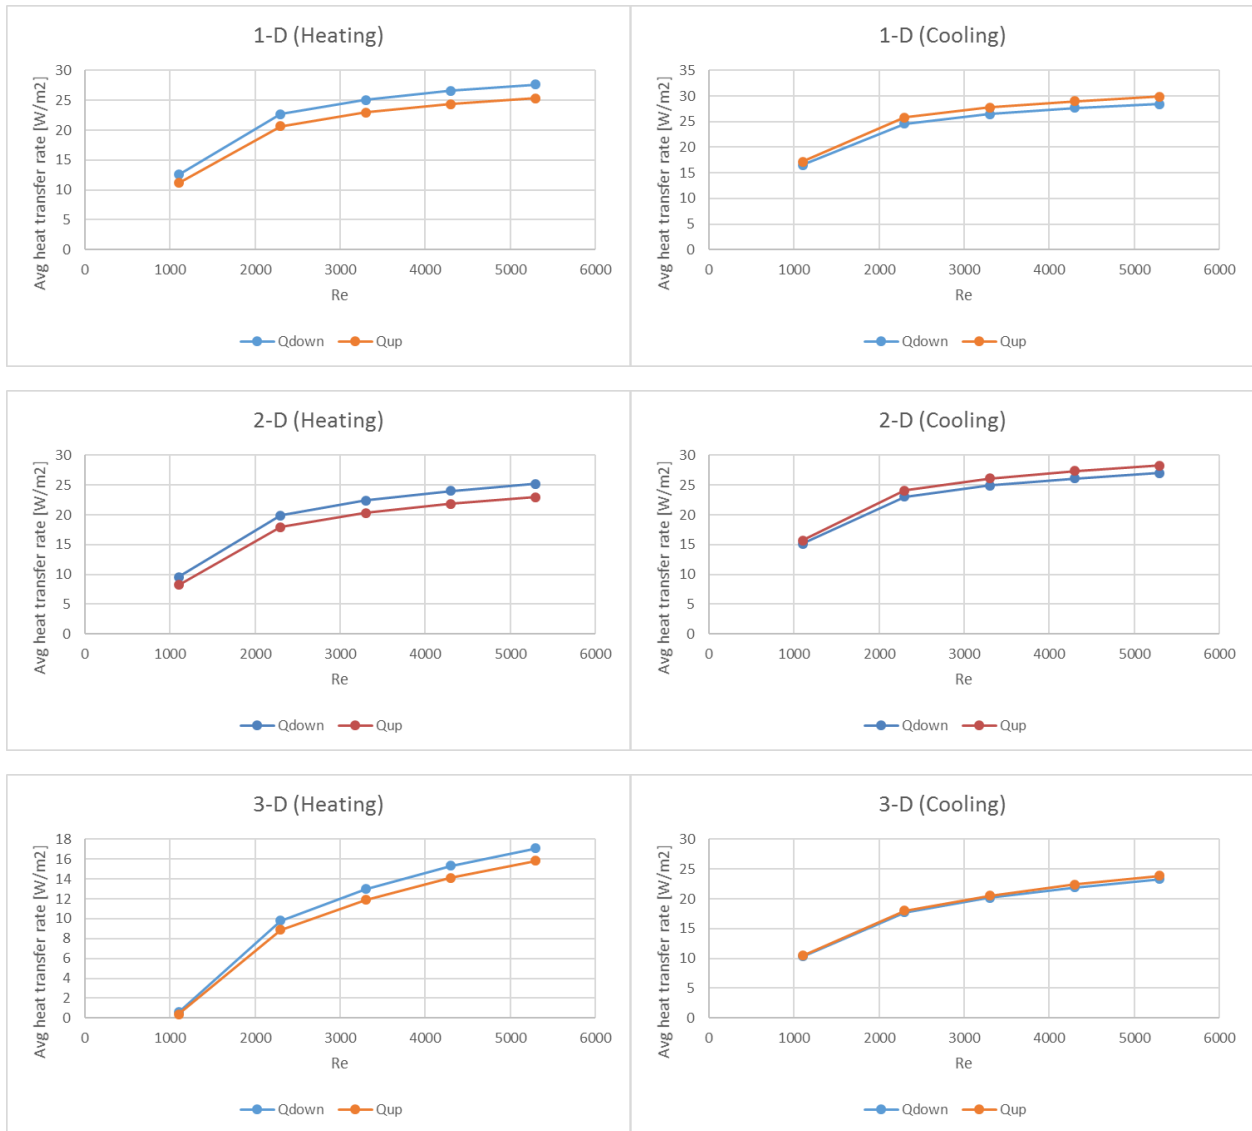 1-D (Heating)
Avg heat transfer rate [W/m2]
30
25
20
15
10
5
0
0 1000 2000 3000 4000 5000 6000
Re
Qdown Qup
1-D (Cooling)
Avg heat transfer rate [W/m2]
35
30
25
20
15
10
5
0
0 1000 2000 3000 4000 5000 6000
Re
Qdown Qup
2-D (Heating)
Avg heat transfer rate [W/m2]
30
25
20
15
10
5
0
0 1000 2000 3000 4000 5000 6000
Re
Qdown Qup
2-D (Cooling)
Avg heat transfer rate [W/m2]
30
25
20
15
10
5
0
0 1000 2000 3000 4000 5000 6000
Re
Qdown Qup
3-D (Heating)
Avg heat transfer rate [W/m2]
18
16
14
12
10
8
6
4
2
0
0 1000 2000 3000 4000 5000 6000
Re
Qdown Qup
3-D (Cooling)
Avg heat transfer rate [W/m2]
30
25
20
15
10
5
0
0 1000 2000 3000 4000 5000 6000
Re
Qdown Qup